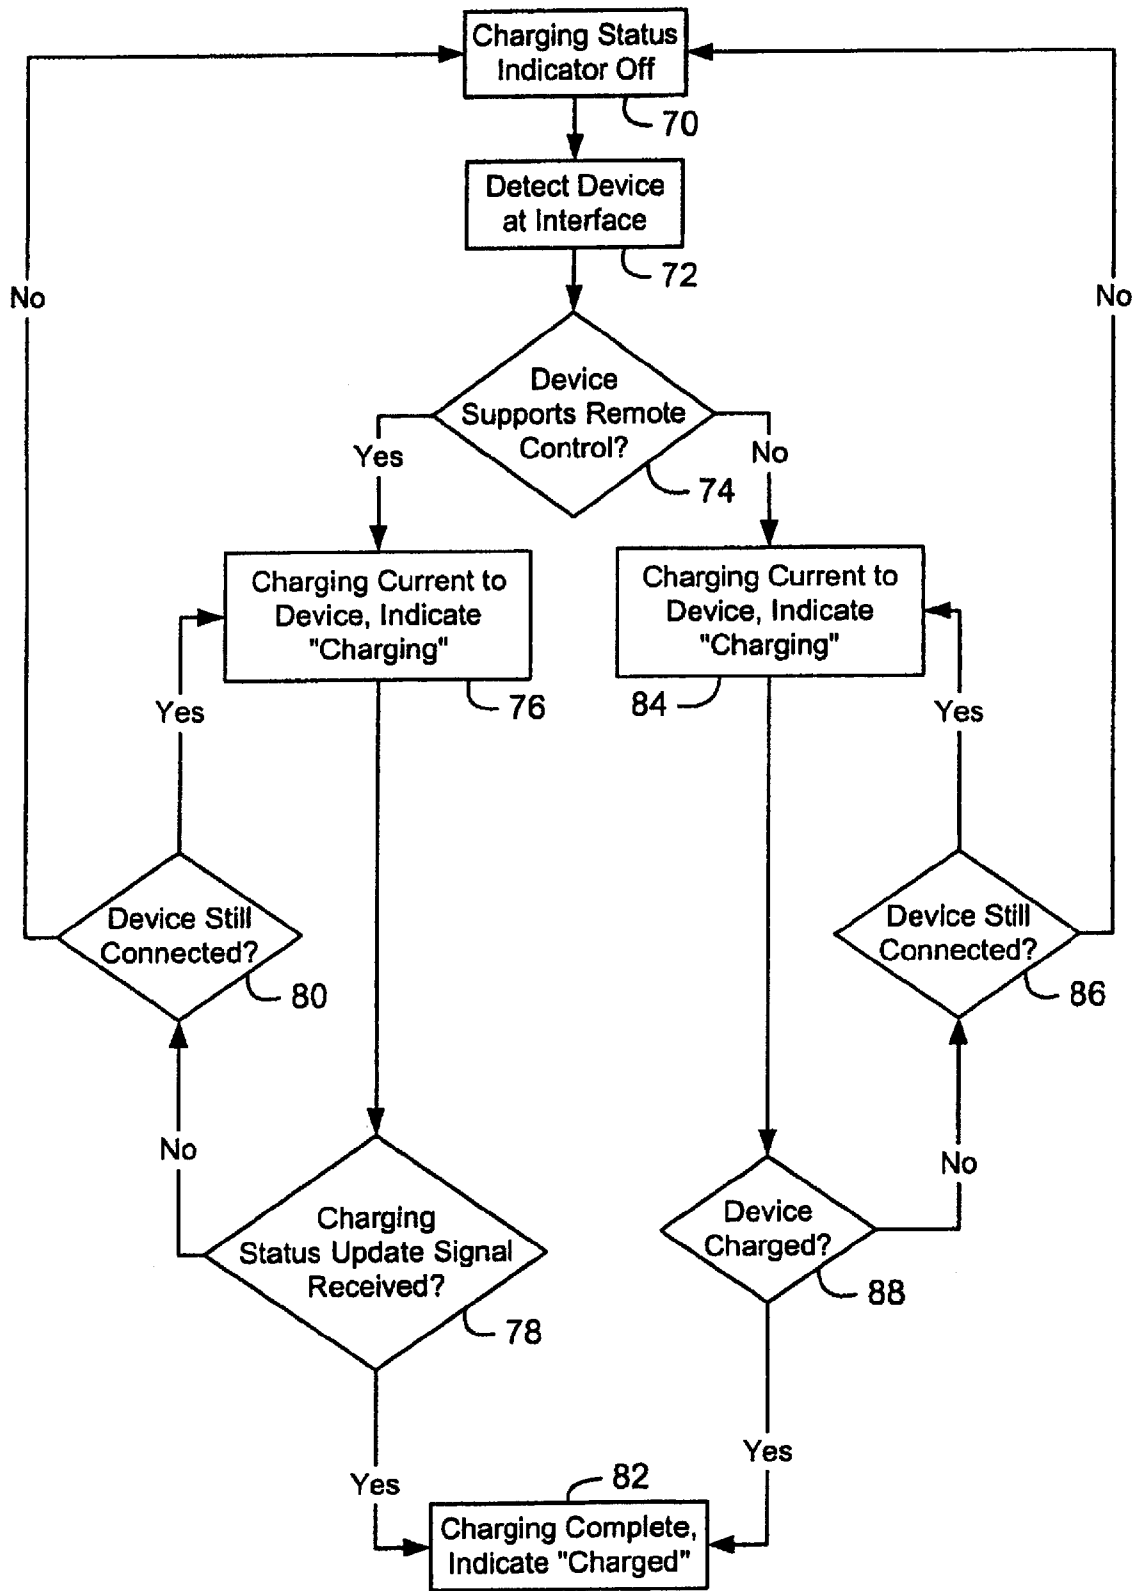 Charging Status
Indicator Off
70
Detect Device
at Interface
72
No
No
Device
Supports Remote
Control?
74
Yes
No
Charging Current to
Device, Indicate
"Charging"
76
Charging Current to
Device, Indicate
"Charging"
84
Yes
Yes
Device Still
Connected?
80
Device Still
Connected?
86
No
No
Charging
Status Update Signal
Received?
78
Device
Charged?
88
Yes
Yes
82
Charging Complete,
Indicate "Charged"